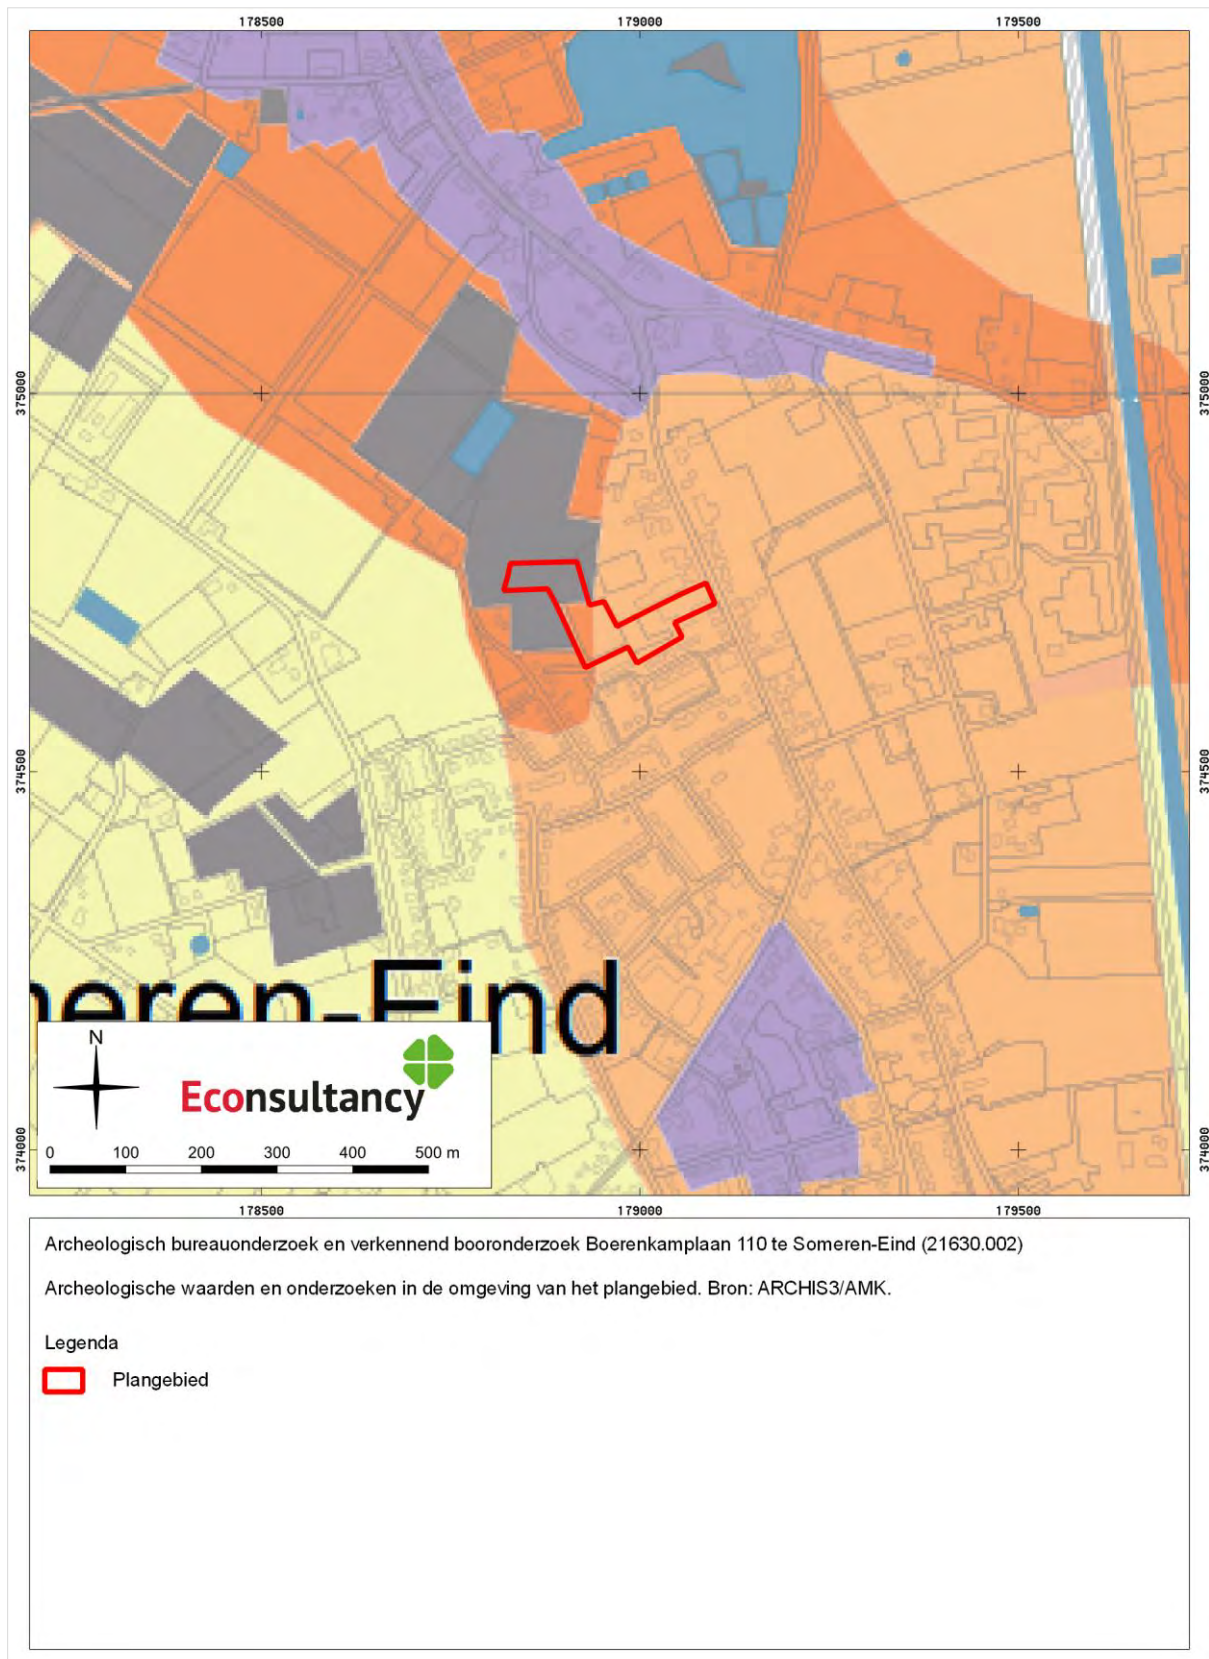 178500 179000 179500
375000 375000
374500 374500
meren-Eind
N
Econsultancy
0 100 200 300 400 500 m
374000 374000
178500 179000 179500
Archeologisch bureauonderzoek en verkennend booronderzoek Boerenkamplaan 110 te Someren-Eind (21630.002)
Archeologische waarden en onderzoeken in de omgeving van het plangebied. Bron: ARCHIS3/AMK.
Legenda
Plangebied